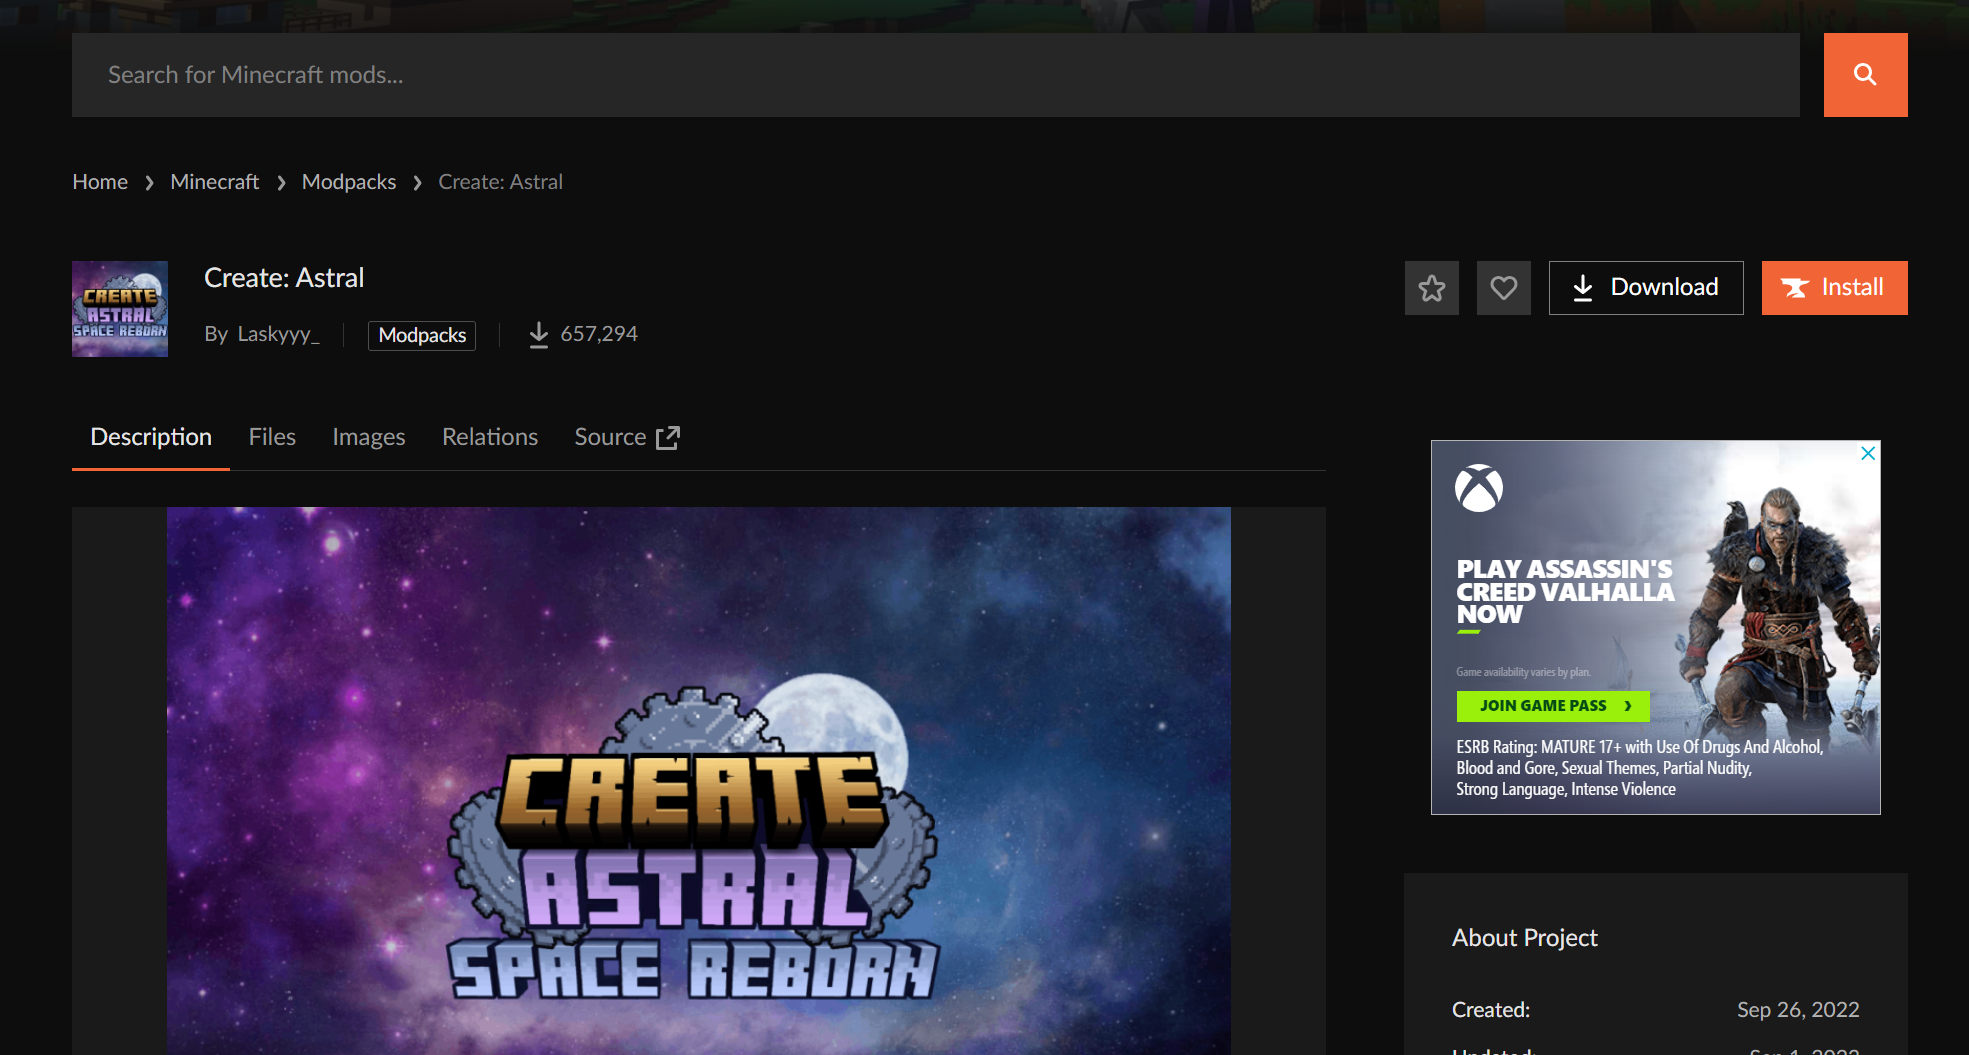 Search for Minecraft mods...
Home > Minecraft > Modpacks > Create: Astral
CREATE
ASTRAL
SPACE REBORN
Create: Astral
By Laskyyy_
Modpacks
657,294
Download
Install
Description
Files
Images
Relations
Source
CREATE
ASTRAL
SPACE REBORN
PLAY ASSASSIN'S
CREED VALHALLA
NOW
Game availability varies by plan.
JOIN GAME PASS
ESRB Rating: MATURE 17+ with Use Of Drugs And Alcohol,
Blood and Gore, Sexual Themes, Partial Nudity,
Strong Language, Intense Violence
About Project
Created: Sep 26, 2022